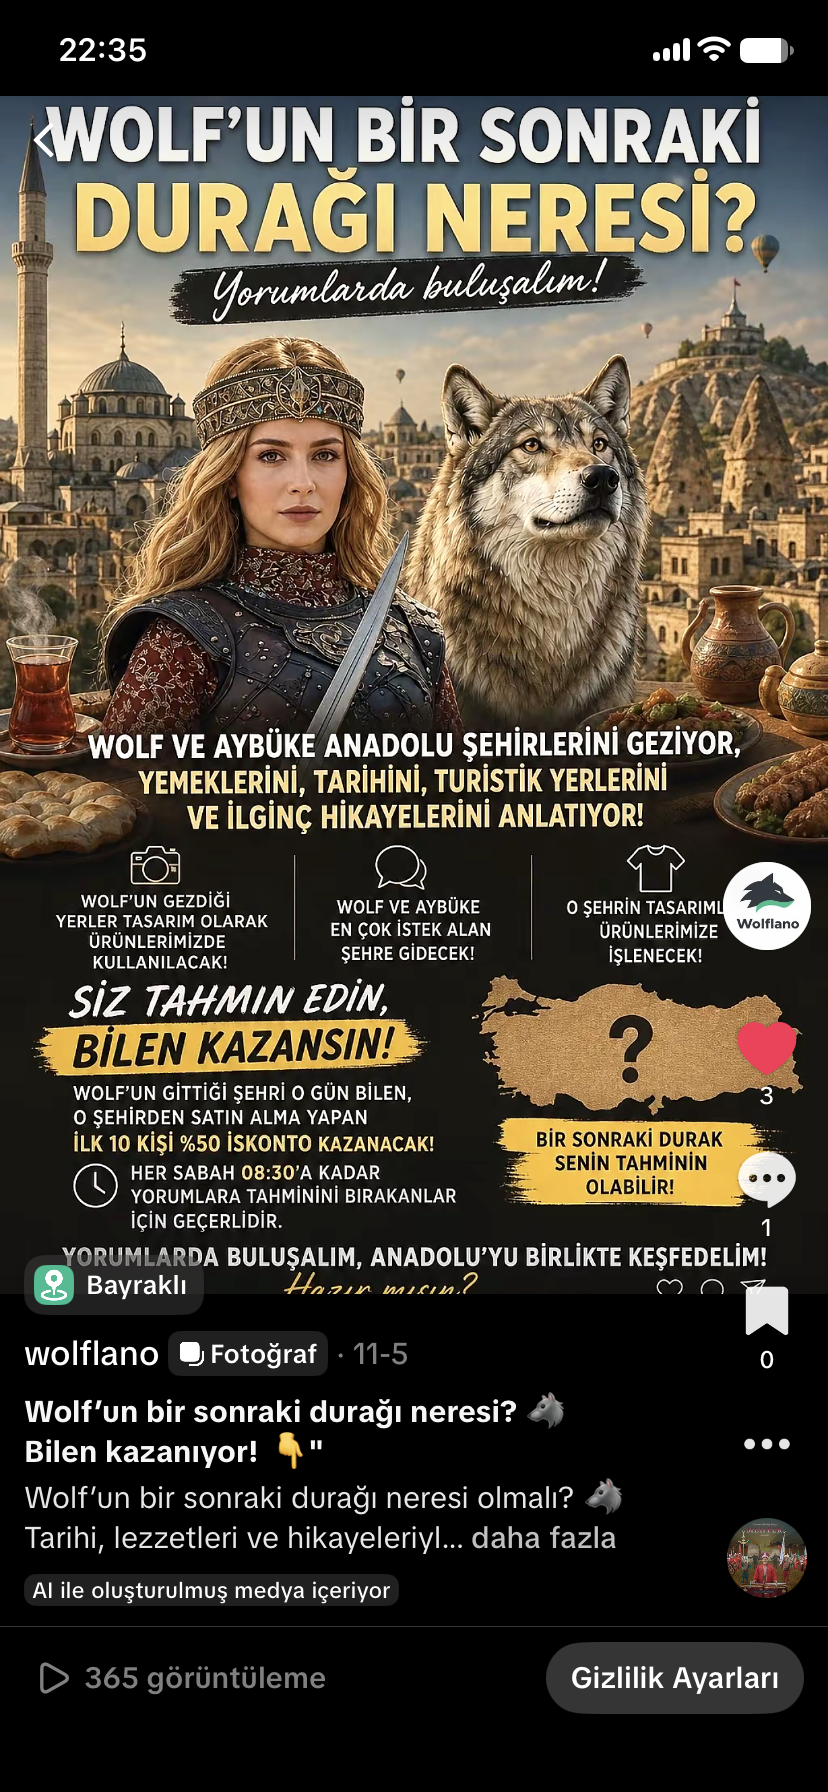 22:35
WOLF'UN BİR SONRAKİ
DURAĞI NERESİ?
Yorumlarda buluşalım!
WOLF VE AYBÜKE ANADOLU ŞEHİRLERİNİ GEZİYOR,
YEMEKLERİNİ, TARİHİNİ, TURİSTİK YERLERİNİ
VE İLGİNÇ HİKAYELERİNİ ANLATIYOR!
WOLF'UN GEZDİĞİ
YERLER TASARIM OLARAK
ÜRÜNLERİMİZDE
KULLANILACAK!
WOLF VE AYBÜKE
EN ÇOK İSTEK ALAN
ŞEHRE GİDECEK!
O ŞEHRİN TASARIML
ÜRÜNLERİMİZE
İŞLENECEK!
Wolflano
SİZ TAHMIN EDİN,
BİLEN KAZANSIN!
WOLF'UN GİTTİĞİ ŞEHRİ O GÜN BİLEN,
O ŞEHİRDEN SATIN ALMA YAPAN
İLK 10 KİŞİ %50 İSKONTO KAZANACAK!
HER SABAH 08:30'A KADAR
YORUMLARA TAHMİNİNİ BIRAKANLAR
İÇİN GEÇERLİDİR.
?
BİR SONRAKİ DURAK
SENİN TAHMİNİN
OLABİLİR!
3
1
YORUMLARDA BULUŞALIM, ANADOLU'YU BİRLİKTE KEŞFEDELİM!
Hazır mısın?
Bayraklı
0
wolflano Fotoğraf · 11-5
Wolf'un bir sonraki durağı neresi? 🐺
Bilen kazanıyor! 👇"
Wolf'un bir sonraki durağı neresi olmalı? 🐺
Tarihi, lezzetleri ve hikayeleriyl... daha fazla
AI ile oluşturulmuş medya içeriyor
365 görüntüleme
Gizlilik Ayarları